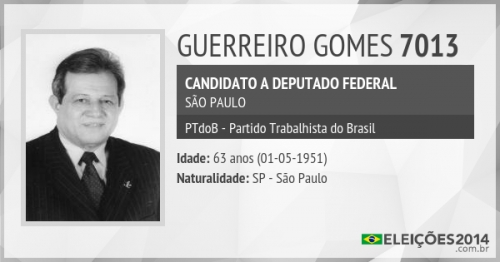 GUERREIRO GOMES 7013
CANDIDATO A DEPUTADO FEDERAL
SÃO PAULO
PTdoB - Partido Trabalhista do Brasil
Idade: 63 anos (01-05-1951)
Naturalidade: SP - São Paulo
ELEIÇÕES2014
.com.br